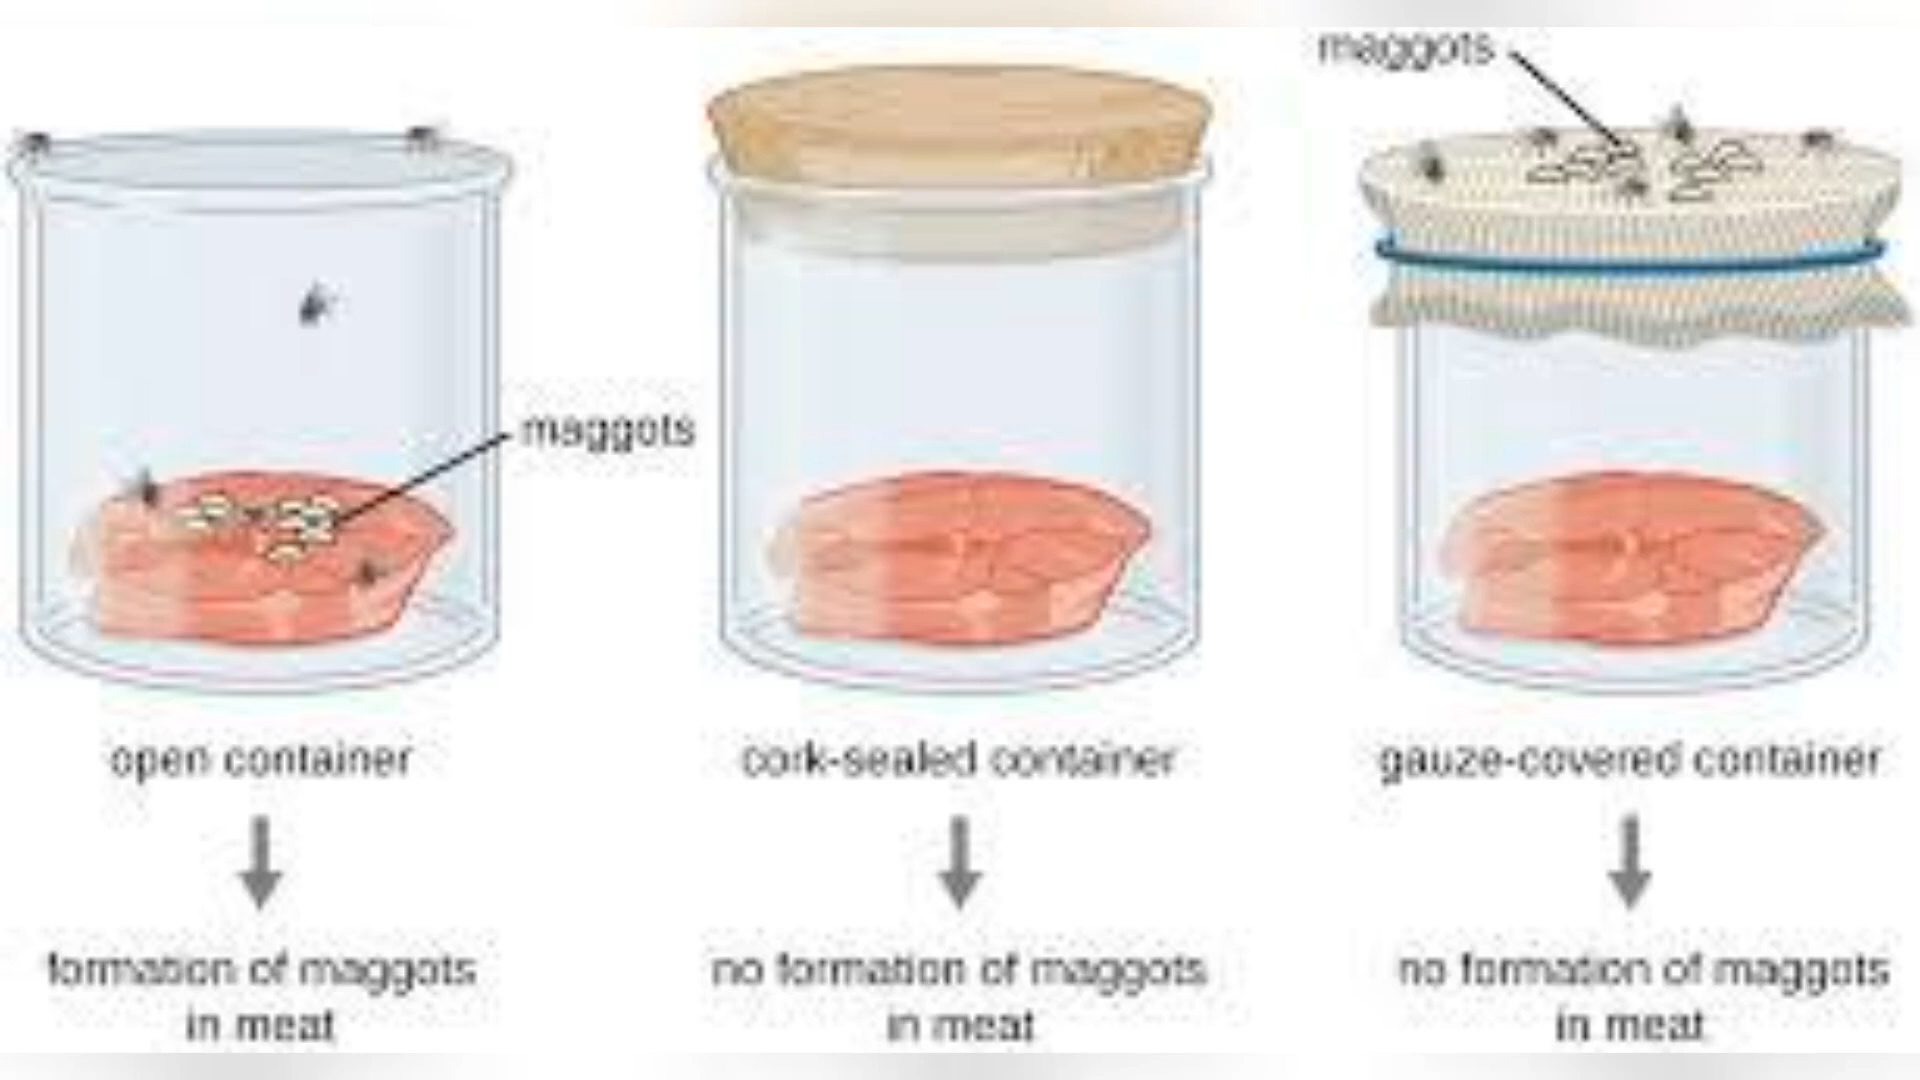 maggots
maggots
open container
cork-sealed container
gauze-covered container
formation of maggots
in meat
no formation of maggots
in meat
no formation of maggots
in meat